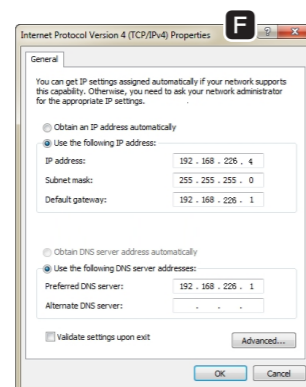 F
Internet Protocol Version 4 (TCP/IPv4) Properties
General
You can get IP settings assigned automatically if your network supports
this capability. Otherwise, you need to ask your network administrator
for the appropriate IP settings.
Obtain an IP address automatically
Use the following IP address:
IP address: 192 . 168 . 226 . 4
Subnet mask: 255 . 255 . 255 . 0
Default gateway: 192 . 168 . 226 . 1
Obtain DNS server address automatically
Use the following DNS server addresses:
Preferred DNS server: 192 . 168 . 226 . 1
Alternate DNS server: . . .
Validate settings upon exit
Advanced...
OK Cancel